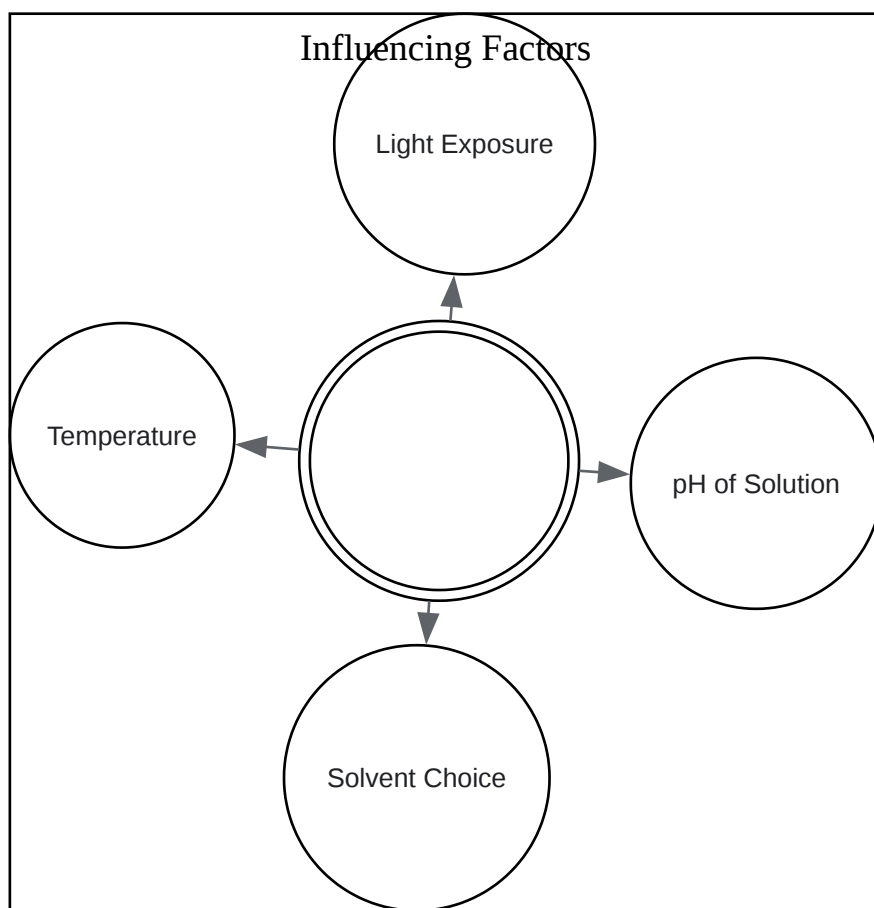 Influencing Factors
Light Exposure
Temperature
pH of Solution
Solvent Choice